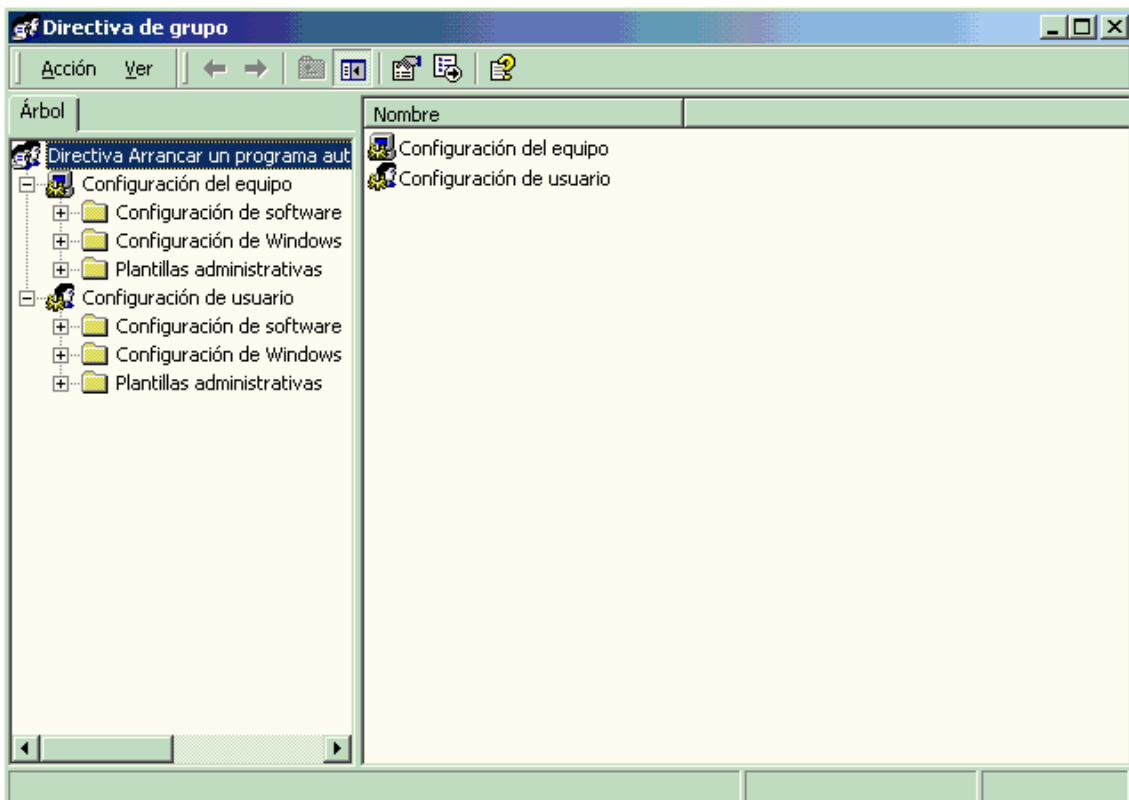 Directiva de grupo
Acción Ver
Árbol
Nombre
Directiva Arrancar un programa aut
Configuración del equipo
Configuración de software
Configuración de Windows
Plantillas administrativas
Configuración de usuario
Configuración de software
Configuración de Windows
Plantillas administrativas
Configuración del equipo
Configuración de usuario